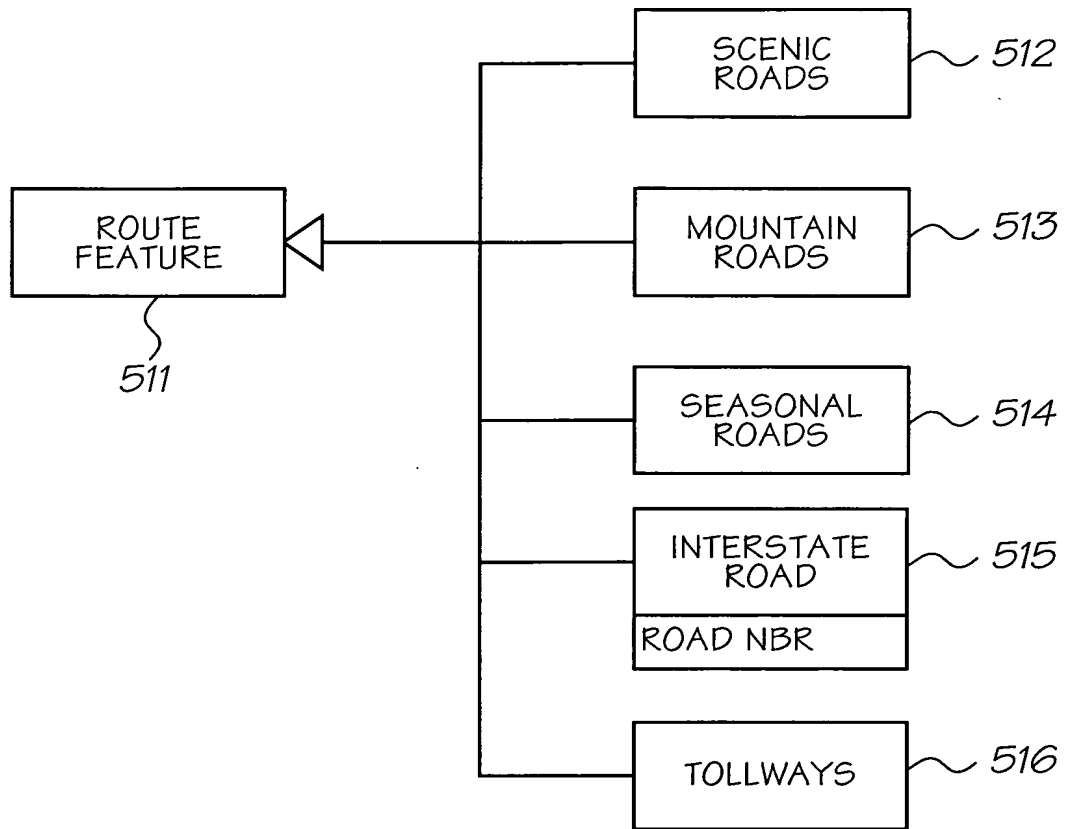 SCENIC
ROADS
512
ROUTE
FEATURE
511
MOUNTAIN
ROADS
513
SEASONAL
ROADS
514
INTERSTATE
ROAD
515
ROAD NBR
TOLLWAYS
516